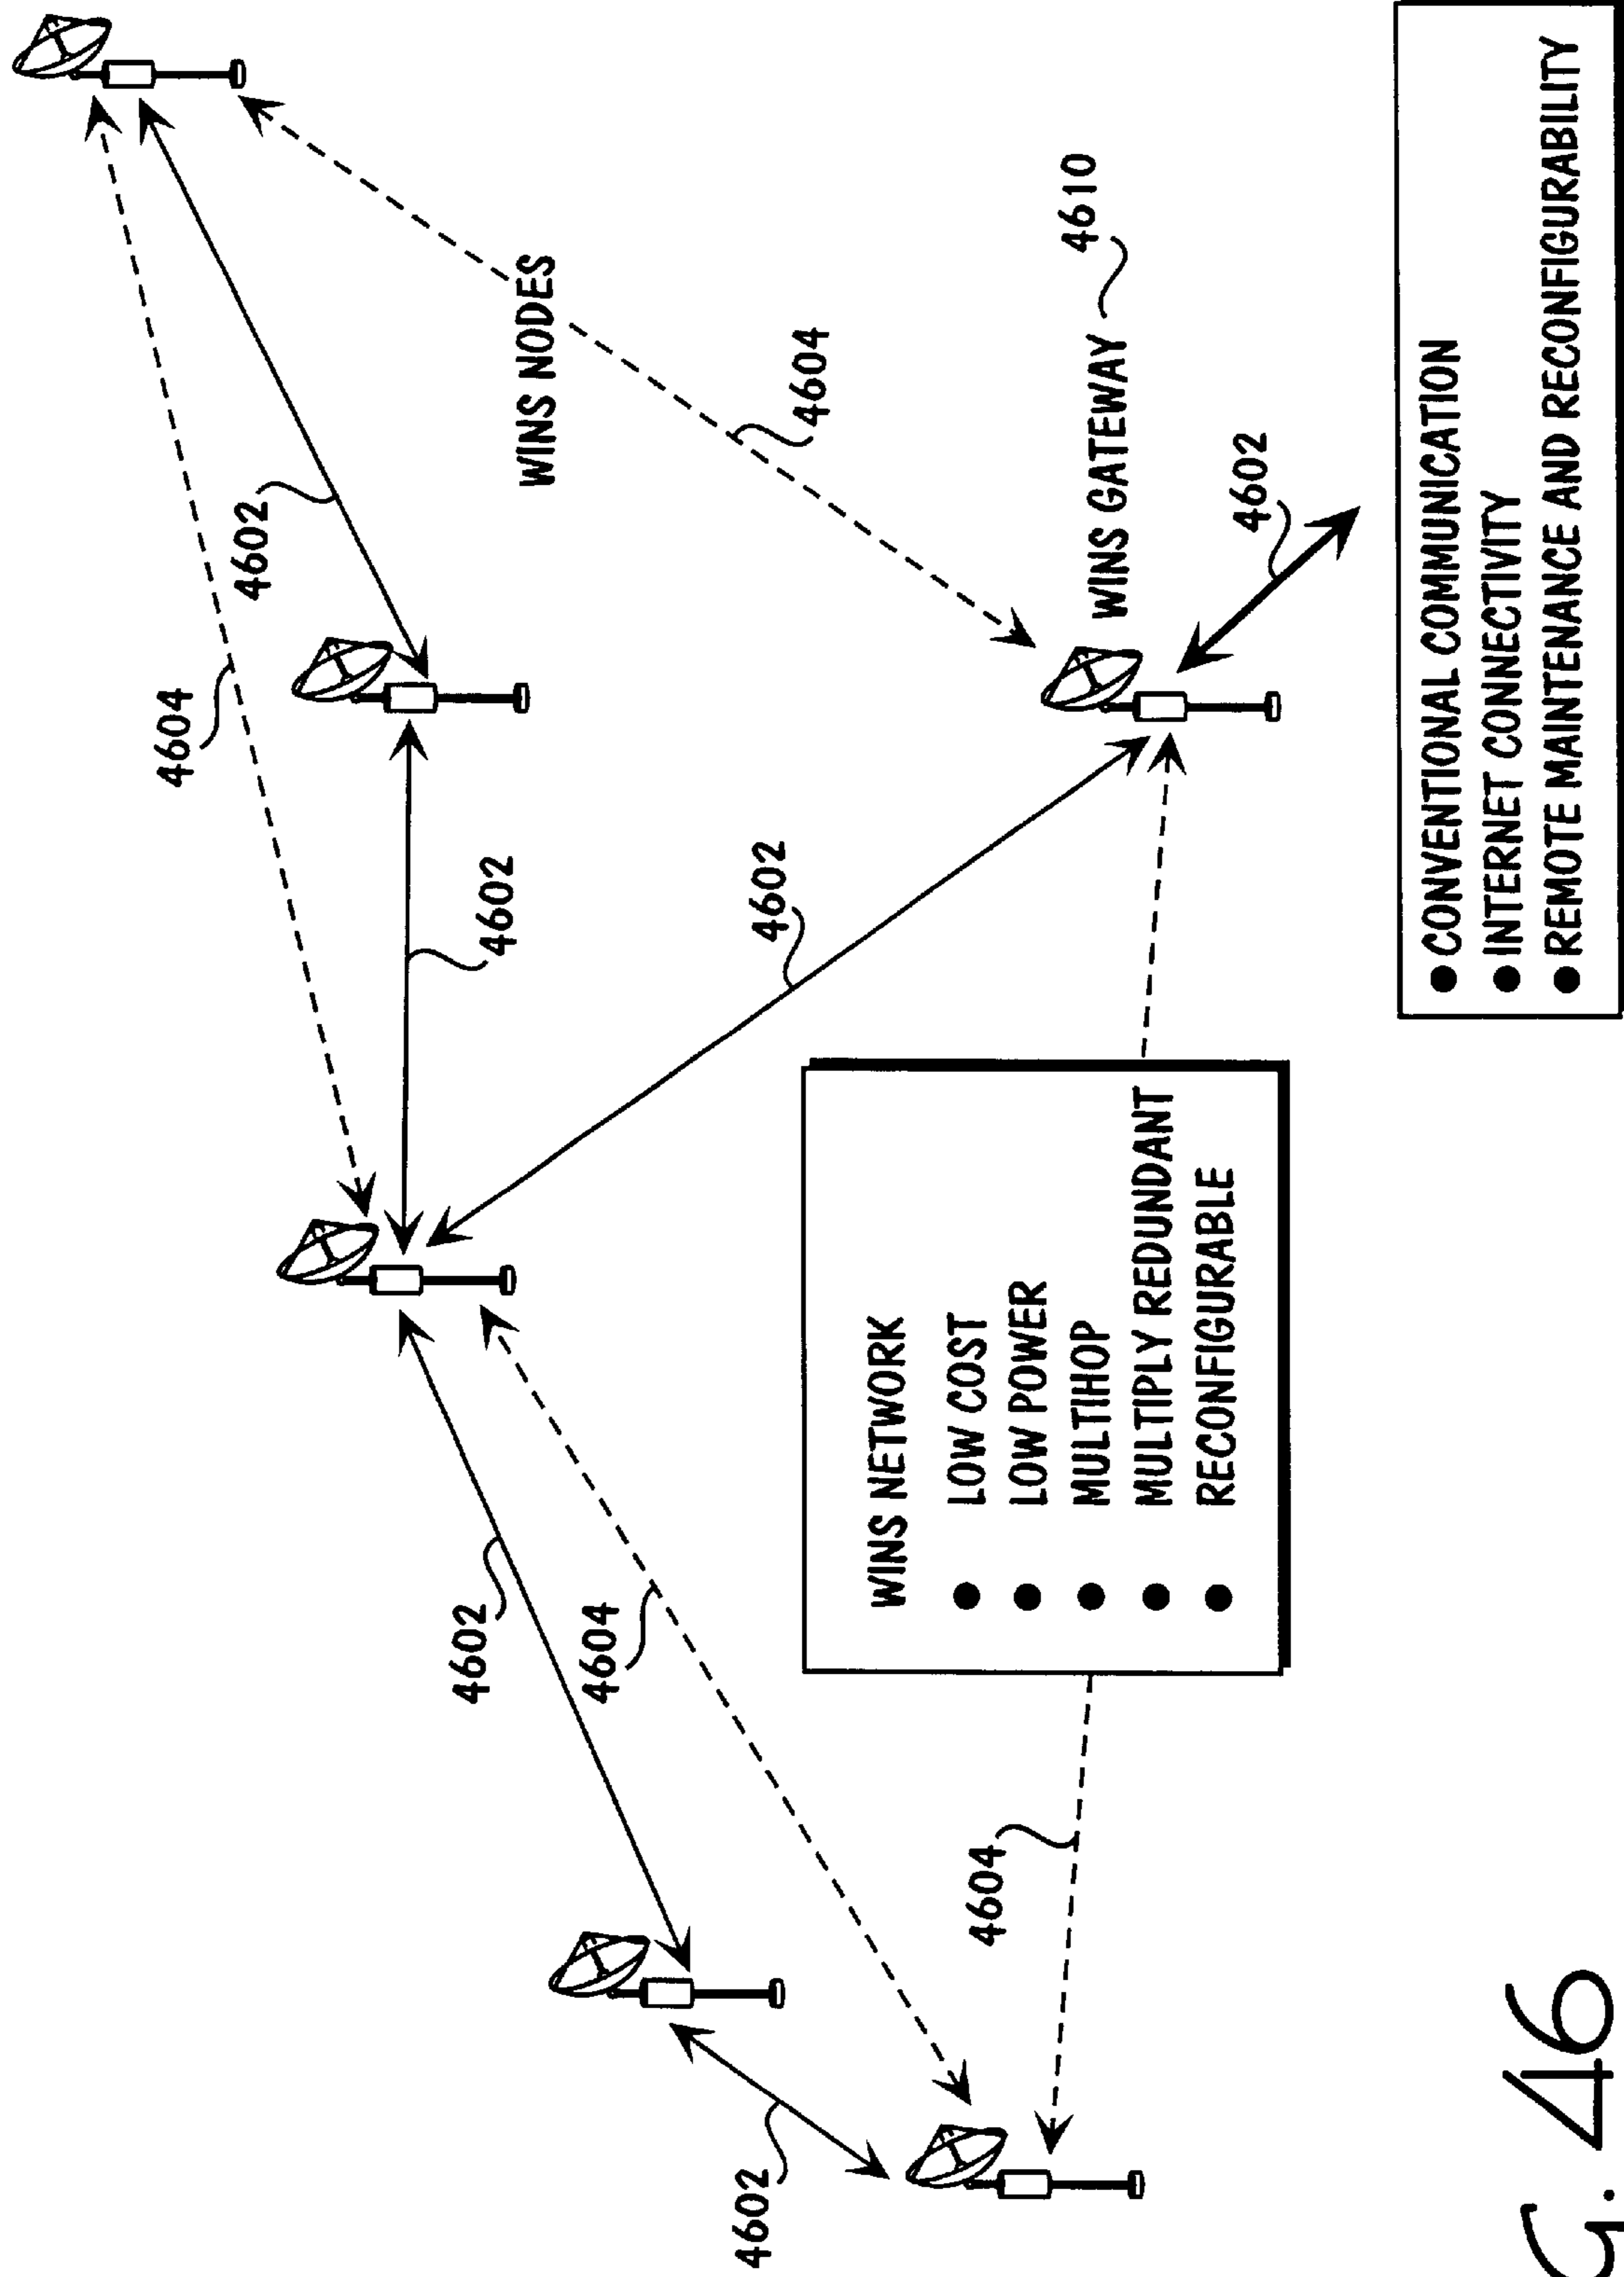 4604
4602
4602
4602
WINS NODES
4604
4602
4602
4604
4604
WINS NETWORK
● LOW COST
● LOW POWER
● MULTIHOP
● MULTIPLY REDUNDANT
● RECONFIGURABLE
WINS GATEWAY 4610
4602
● CONVENTIONAL COMMUNICATION
● INTERNET CONNECTIVITY
● REMOTE MAINTENANCE AND RECONFIGURABILITY
G. 46